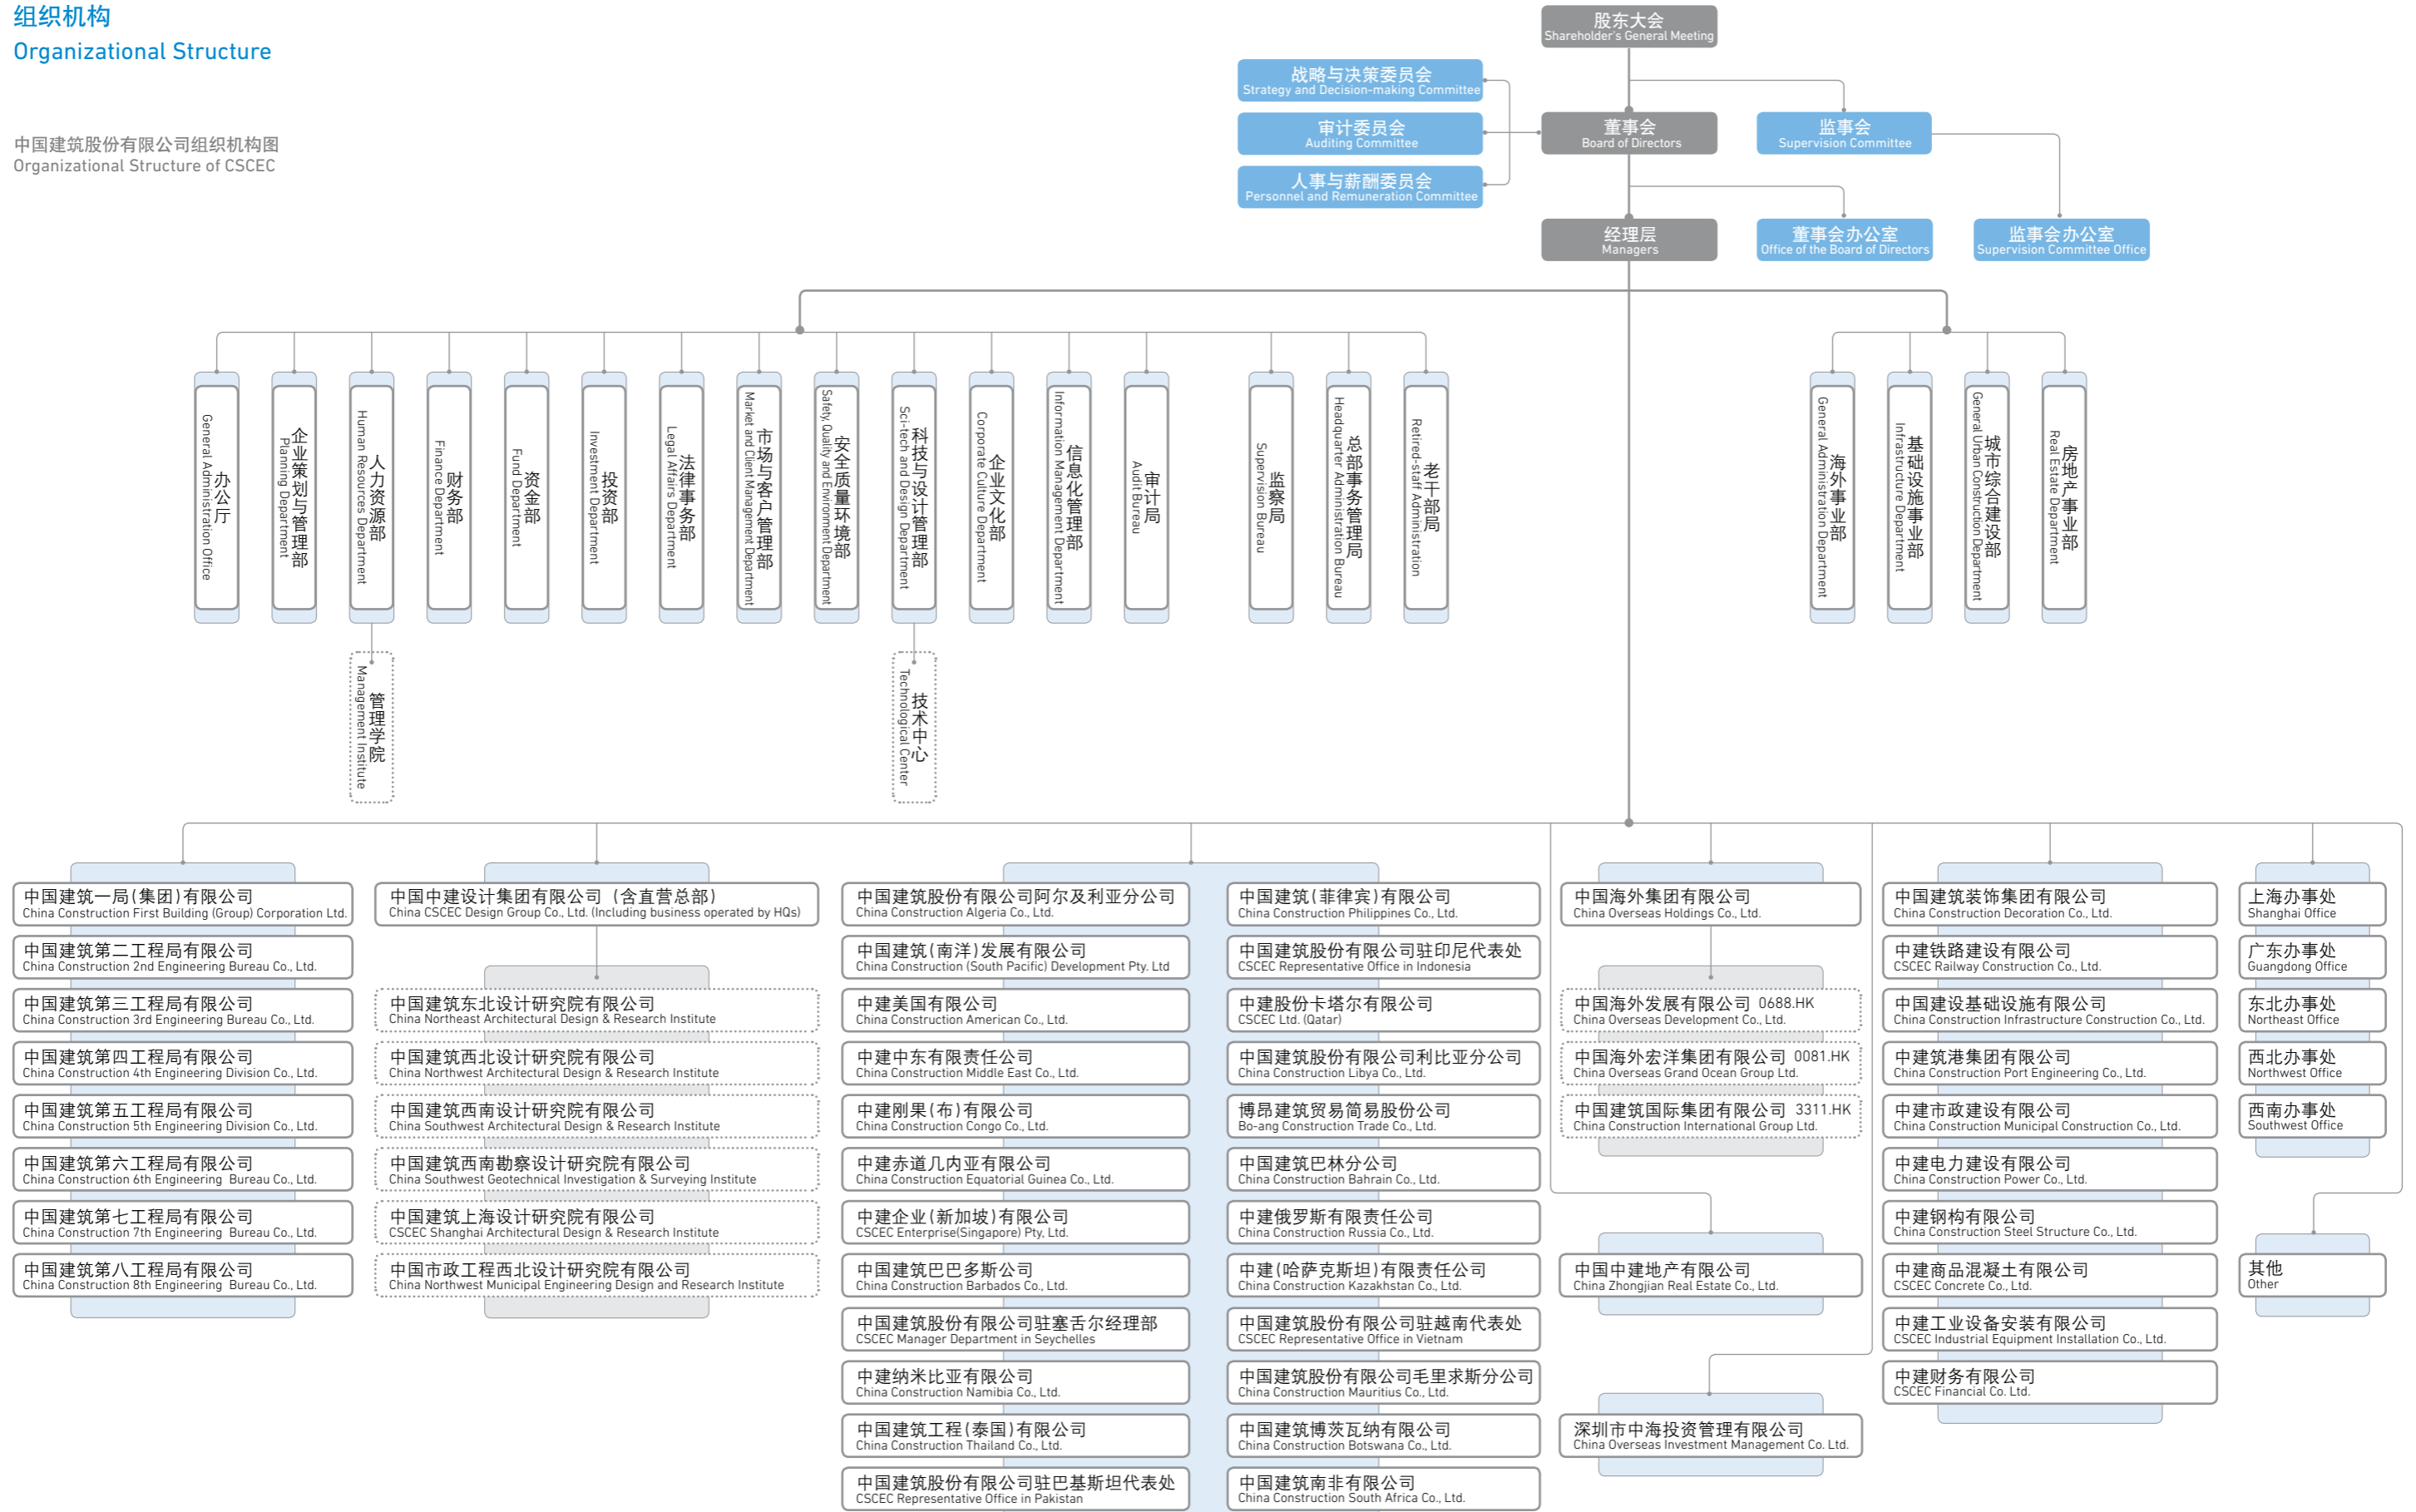 组织机构
Organizational Structure
中国建筑股份有限公司组织机构图
Organizational Structure of CSCEC
股东大会
Shareholder's General Meeting
战略与决策委员会
Strategy and Decision-making Committee
审计委员会
Auditing Committee
人事与薪酬委员会
Personnel and Remuneration Committee
董事会
Board of Directors
监事会
Supervision Committee
经理层
Managers
董事会办公室
Office of the Board of Directors
监事会办公室
Supervision Committee Office
办公厅
General Administration Office
企业策划与管理部
Planning Department
人力资源部
Human Resources Department
财务部
Finance Department
资金部
Fund Department
投资部
Investment Department
法律事务部
Legal Affairs Department
市场与客户管理部
Market and Client Management Department
安全质量环境部
Safety, Quality and Environment Department
科技与设计管理部
Sci-tech and Design Department
企业文化部
Corporate Culture Department
信息化管理部
Information Management Department
审计局
Audit Bureau
监察局
Supervision Bureau
总部事务管理局
Headquarter Administration Bureau
老干部局
Retired-staff Administration
海外事业部
General Administration Department
基础设施事业部
Infrastructure Department
城市综合建设部
General Urban Construction Department
房地产事业部
Real Estate Department
管理学院
Management Institute
技术中心
Technological Center
中国建筑一局(集团)有限公司
China Construction First Building (Group) Corporation Ltd.
中国建筑第二工程局有限公司
China Construction 2nd Engineering Bureau Co., Ltd.
中国建筑第三工程局有限公司
China Construction 3rd Engineering Bureau Co., Ltd.
中国建筑第四工程局有限公司
China Construction 4th Engineering Division Co., Ltd.
中国建筑第五工程局有限公司
China Construction 5th Engineering Division Co., Ltd.
中国建筑第六工程局有限公司
China Construction 6th Engineering Bureau Co., Ltd.
中国建筑第七工程局有限公司
China Construction 7th Engineering Bureau Co., Ltd.
中国建筑第八工程局有限公司
China Construction 8th Engineering Bureau Co., Ltd.
中国中建设计集团有限公司 (含直营总部)
China CSCEC Design Group Co., Ltd. (Including business operated by HQs)
中国建筑东北设计研究院有限公司
China Northeast Architectural Design & Research Institute
中国建筑西北设计研究院有限公司
China Northwest Architectural Design & Research Institute
中国建筑西南设计研究院有限公司
China Southwest Architectural Design & Research Institute
中国建筑西南勘察设计研究院有限公司
China Southwest Geotechnical Investigation & Surveying Institute
中国建筑上海设计研究院有限公司
CSCEC Shanghai Architectural Design & Research Institute
中国市政工程西北设计研究院有限公司
China Northwest Municipal Engineering Design and Research Institute
中国建筑股份有限公司阿尔及利亚分公司
China Construction Algeria Co., Ltd.
中国建筑(南洋)发展有限公司
China Construction (South Pacific) Development Pty. Ltd
中建美国有限公司
China Construction American Co., Ltd.
中建中东有限责任公司
China Construction Middle East Co., Ltd.
中建刚果(布)有限公司
China Construction Congo Co., Ltd.
中建赤道几内亚有限公司
China Construction Equatorial Guinea Co., Ltd.
中建企业(新加坡)有限公司
CSCEC Enterprise(Singapore) Pty, Ltd.
中国建筑巴巴多斯公司
China Construction Barbados Co., Ltd.
中国建筑股份有限公司驻塞舌尔经理部
CSCEC Manager Department in Seychelles
中建纳米比亚有限公司
China Construction Namibia Co., Ltd.
中国建筑工程(泰国)有限公司
China Construction Thailand Co., Ltd.
中国建筑股份有限公司驻巴基斯坦代表处
CSCEC Representative Office in Pakistan
中国建筑(菲律宾)有限公司
China Construction Philippines Co., Ltd.
中国建筑股份有限公司驻印尼代表处
CSCEC Representative Office in Indonesia
中建股份卡塔尔有限公司
CSCEC Ltd. (Qatar)
中国建筑股份有限公司利比亚分公司
China Construction Libya Co., Ltd.
博昂建筑贸易简易股份公司
Bo-ang Construction Trade Co., Ltd.
中国建筑巴林分公司
China Construction Bahrain Co., Ltd.
中建俄罗斯有限责任公司
China Construction Russia Co., Ltd.
中建(哈萨克斯坦)有限责任公司
China Construction Kazakhstan Co., Ltd.
中国建筑股份有限公司驻越南代表处
CSCEC Representative Office in Vietnam
中国建筑股份有限公司毛里求斯分公司
China Construction Mauritius Co., Ltd.
中国建筑博茨瓦纳有限公司
China Construction Botswana Co., Ltd.
中国建筑南非有限公司
China Construction South Africa Co., Ltd.
中国海外集团有限公司
China Overseas Holdings Co., Ltd.
中国海外发展有限公司 0688.HK
China Overseas Development Co., Ltd.
中国海外宏洋集团有限公司 0081.HK
China Overseas Grand Ocean Group Ltd.
中国建筑国际集团有限公司 3311.HK
China Construction International Group Ltd.
中国中建地产有限公司
China Zhongjian Real Estate Co., Ltd.
深圳市中海投资管理有限公司
China Overseas Investment Management Co. Ltd.
中国建筑装饰集团有限公司
China Construction Decoration Co., Ltd.
中建铁路建设有限公司
CSCEC Railway Construction Co., Ltd.
中国建设基础设施有限公司
China Construction Infrastructure Construction Co., Ltd.
中建筑港集团有限公司
China Construction Port Engineering Co., Ltd.
中建市政建设有限公司
China Construction Municipal Construction Co., Ltd.
中建电力建设有限公司
China Construction Power Co., Ltd.
中建钢构有限公司
China Construction Steel Structure Co., Ltd.
中建商品混凝土有限公司
CSCEC Concrete Co., Ltd.
中建工业设备安装有限公司
CSCEC Industrial Equipment Installation Co., Ltd.
中建财务有限公司
CSCEC Financial Co. Ltd.
上海办事处
Shanghai Office
广东办事处
Guangdong Office
东北办事处
Northeast Office
西北办事处
Northwest Office
西南办事处
Southwest Office
其他
Other